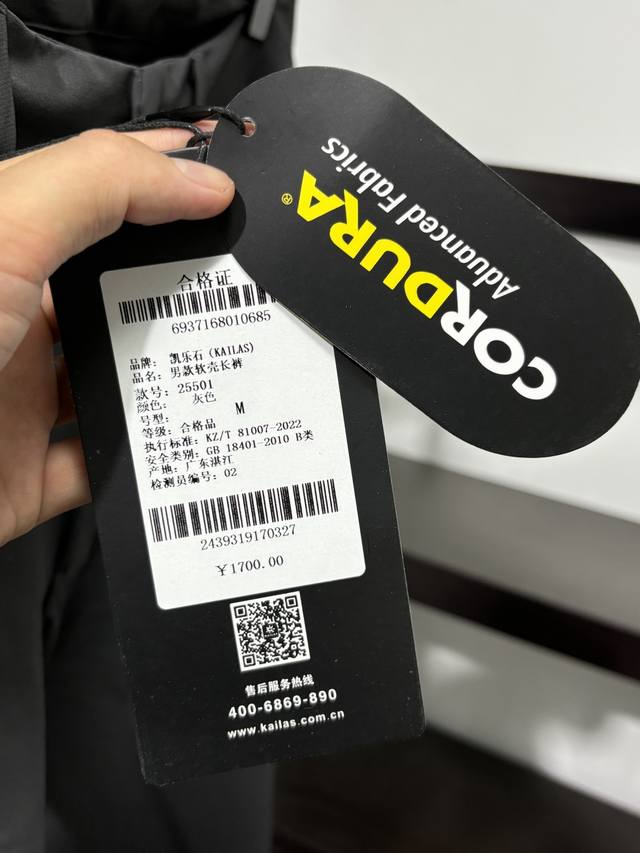 CORDURA®
Advanced Fabrics
合格证
6937168010685
品牌: 凯乐石(KAILAS)
品名: 男款软壳长裤
款号: 25501
颜色: 灰色
号型: M
等级: 合格品
执行标准: KZ/T 81007-2022
安全类别: GB 18401-2010 B类
产地: 广东湛江
检测员编号: 02
2439319170327
￥1700.00
售后服务热线
400-6869-890
www.kailas.com.cn